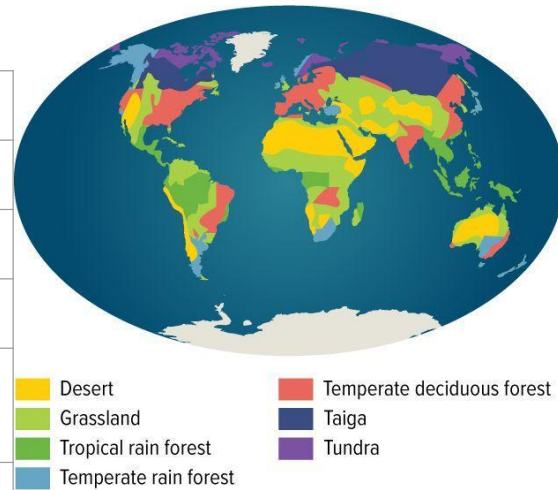 Desert
Grassland
Tropical rain forest
Temperate rain forest
Temperate deciduous forest
Taiga
Tundra